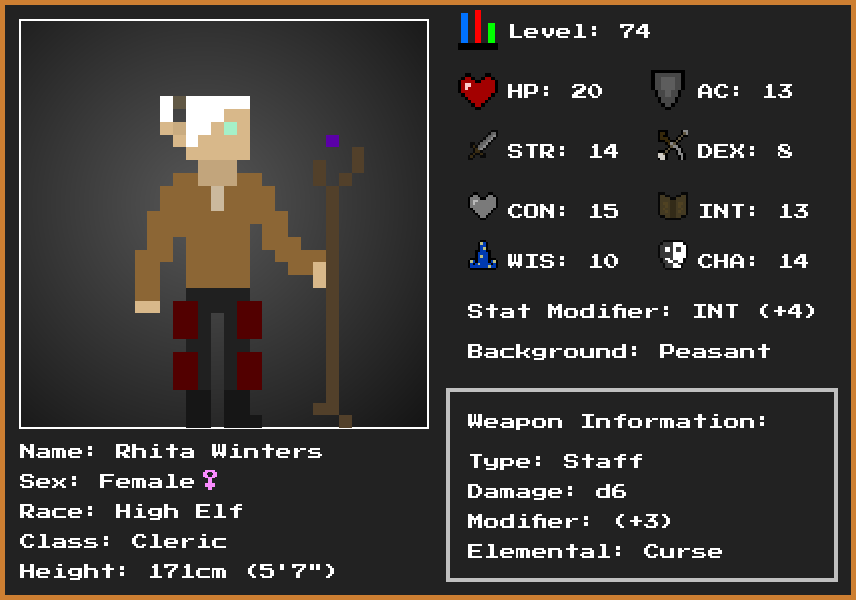 Level: 74
HP: 20 AC: 13
STR: 14 DEX: 8
CON: 15 INT: 13
WIS: 10 CHA: 14
Stat Modifier: INT (+4)
Background: Peasant
Weapon Information:
Type: Staff
Damage: d6
Modifier: (+3)
Elemental: Curse
Name: Rhita Winters
Sex: Female♀
Race: High Elf
Class: Cleric
Height: 171cm (5'7")